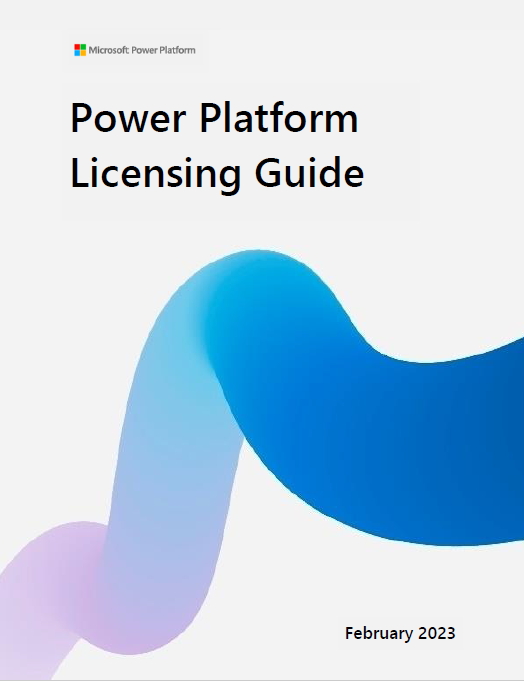 Microsoft Power Platform
Power Platform
Licensing Guide
February 2023